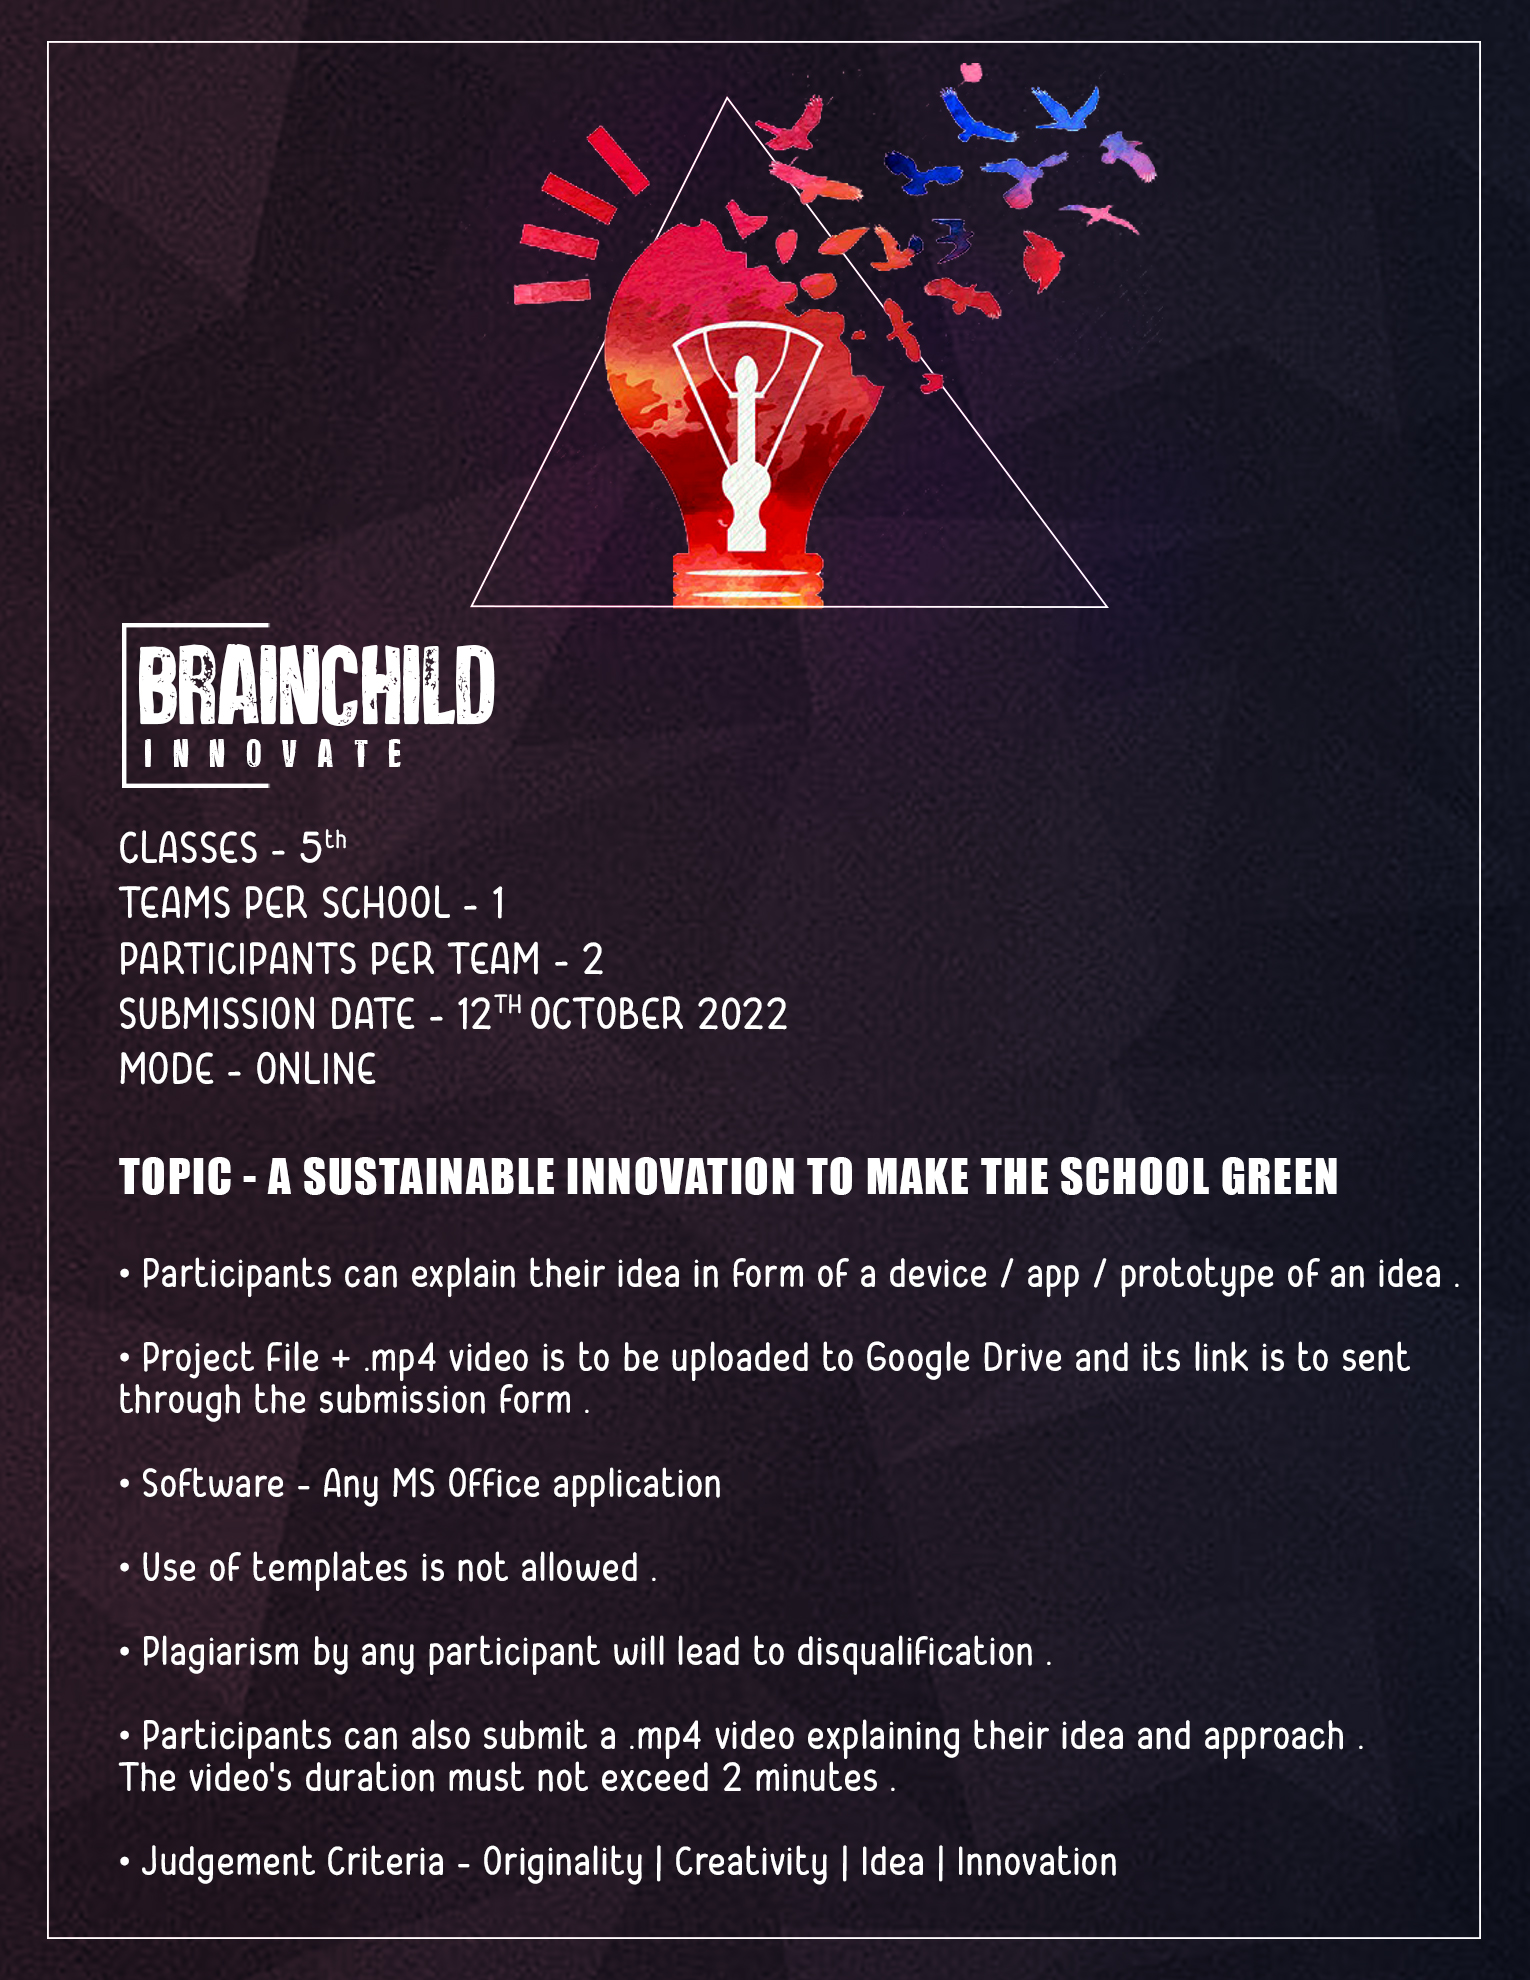 BRAINCHILD
INNOVATE
CLASSES - 5th
TEAMS PER SCHOOL - 1
PARTICIPANTS PER TEAM - 2
SUBMISSION DATE - 12TH OCTOBER 2022
MODE - ONLINE
TOPIC - A SUSTAINABLE INNOVATION TO MAKE THE SCHOOL GREEN
• Participants can explain their idea in form of a device / app / prototype of an idea .
• Project File + .mp4 video is to be uploaded to Google Drive and its link is to sent
through the submission form .
• Software - Any MS Office application
• Use of templates is not allowed .
• Plagiarism by any participant will lead to disqualification .
• Participants can also submit a .mp4 video explaining their idea and approach .
The video's duration must not exceed 2 minutes .
• Judgement Criteria - Originality | Creativity | Idea | Innovation